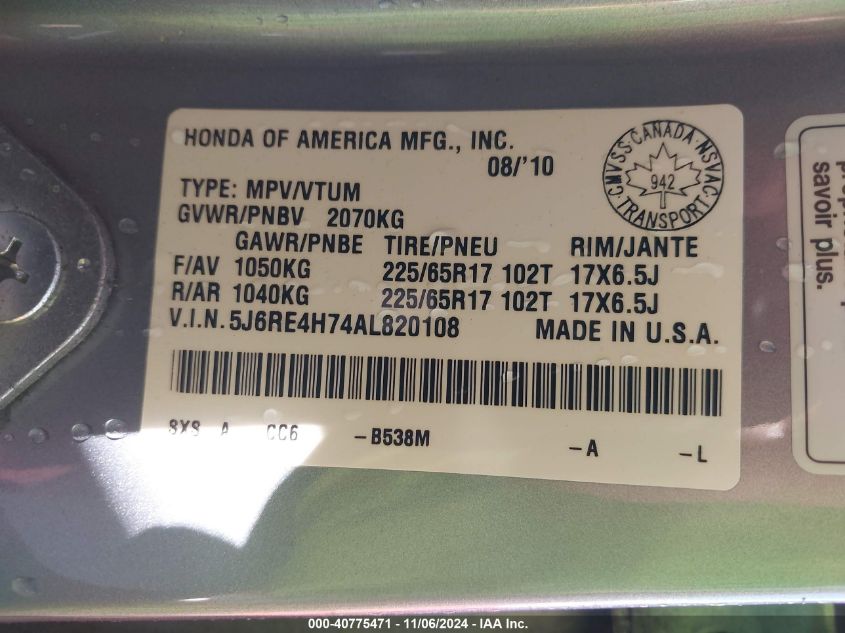 HONDA OF AMERICA MFG., INC.
08/'10
TYPE: MPV/VTUM
GVWR/PNBV 2070KG
GAWR/PNBE TIRE/PNEU RIM/JANTE
F/AV 1050KG 225/65R17 102T 17X6.5J
R/AR 1040KG 225/65R17 102T 17X6.5J
V.I.N. 5J6RE4H74AL820108 MADE IN U.S.A.
8XS A CC6 -B538M -A -L
CMVSS·CANADA·NSVAC
942
TRANSPORT
savoir plus.
000-40775471 - 11/06/2024 - IAA Inc.